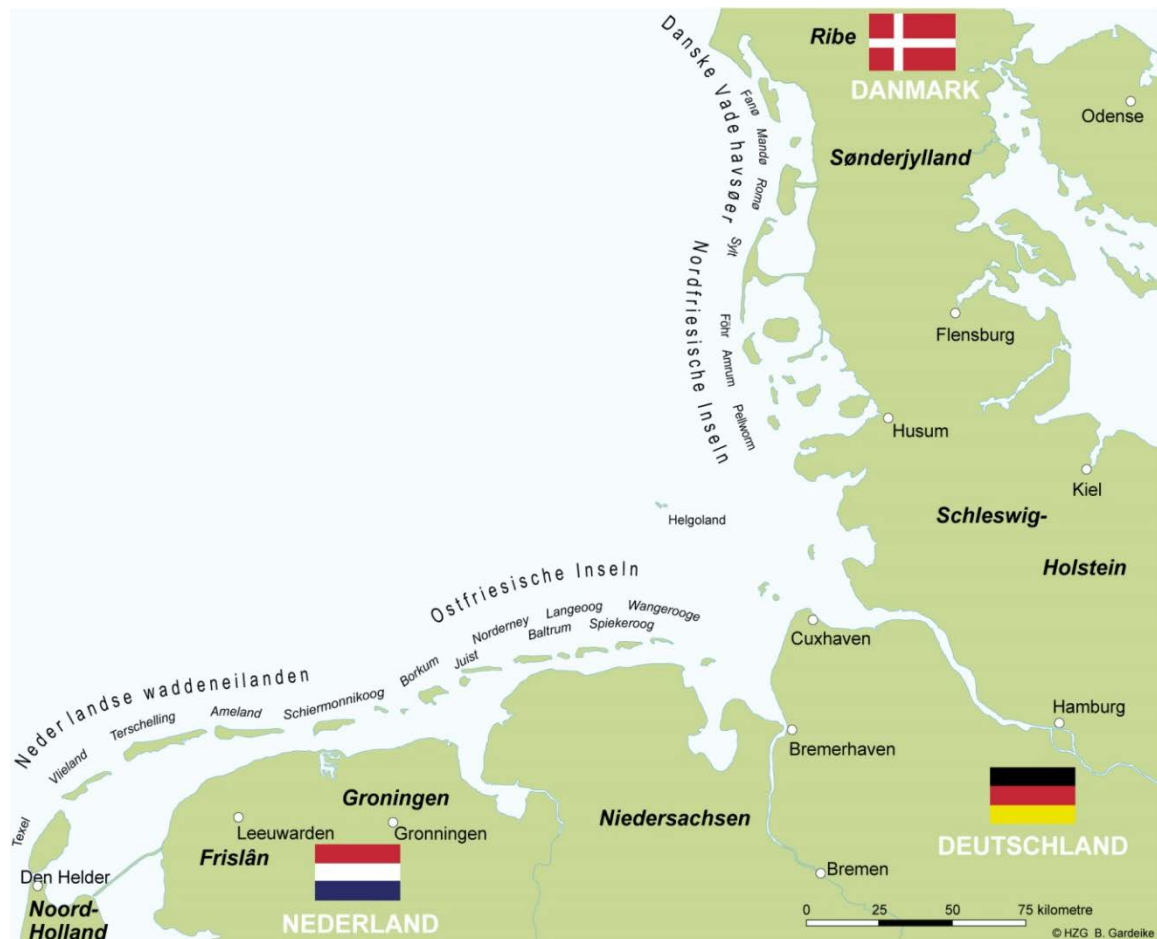 Ribe
DANMARK
Odense
Danske Vadehavsøer
Fanø
Mandø
Romø
Sønderjylland
Sylt
Nordfriesische Inseln
Föhr
Amrum
Pellworm
Flensburg
Husum
Kiel
Schleswig-
Holstein
Helgoland
Ostfriesische Inseln
Wangerooge
Langeoog
Spiekeroog
Norderney
Baltrum
Juist
Borkum
Cuxhaven
Nederlandse waddeneilanden
Schiermonnikoog
Ameland
Terschelling
Vlieland
Texel
Hamburg
Bremerhaven
Groningen
Gronningen
Niedersachsen
Leeuwarden
Frislân
DEUTSCHLAND
Den Helder
Bremen
Noord-
Holland
NEDERLAND
0 25 50 75 kilometre
© HZG B. Gardeike